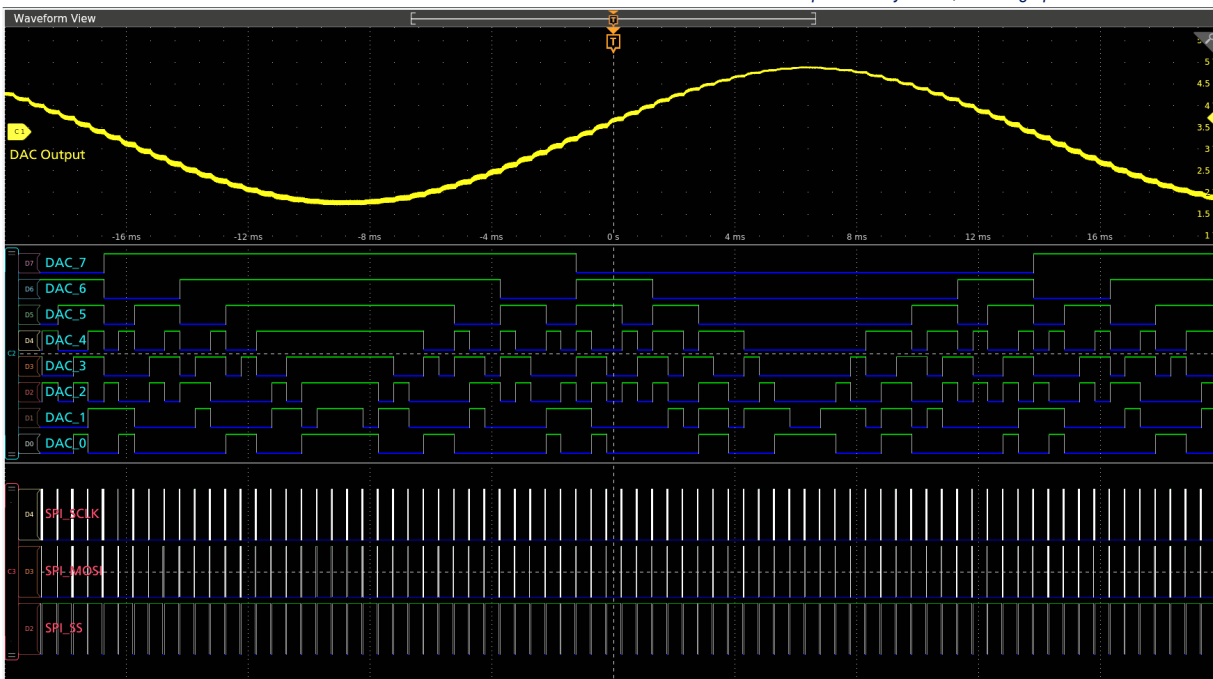 Waveform View
T
T
5
4.5
4
3.5
3
2.5
2
1.5
1
C 1
DAC Output
-16 ms -12 ms -8 ms -4 ms 0 s 4 ms 8 ms 12 ms 16 ms
D7 DAC_7
D6 DAC_6
D5 DAC_5
D4 DAC_4
C2
D3 DAC_3
D2 DAC_2
D1 DAC_1
D0 DAC_0
D4 SPI_SCLK
C3 D3 SPI_MOSI
D2 SPI_SS